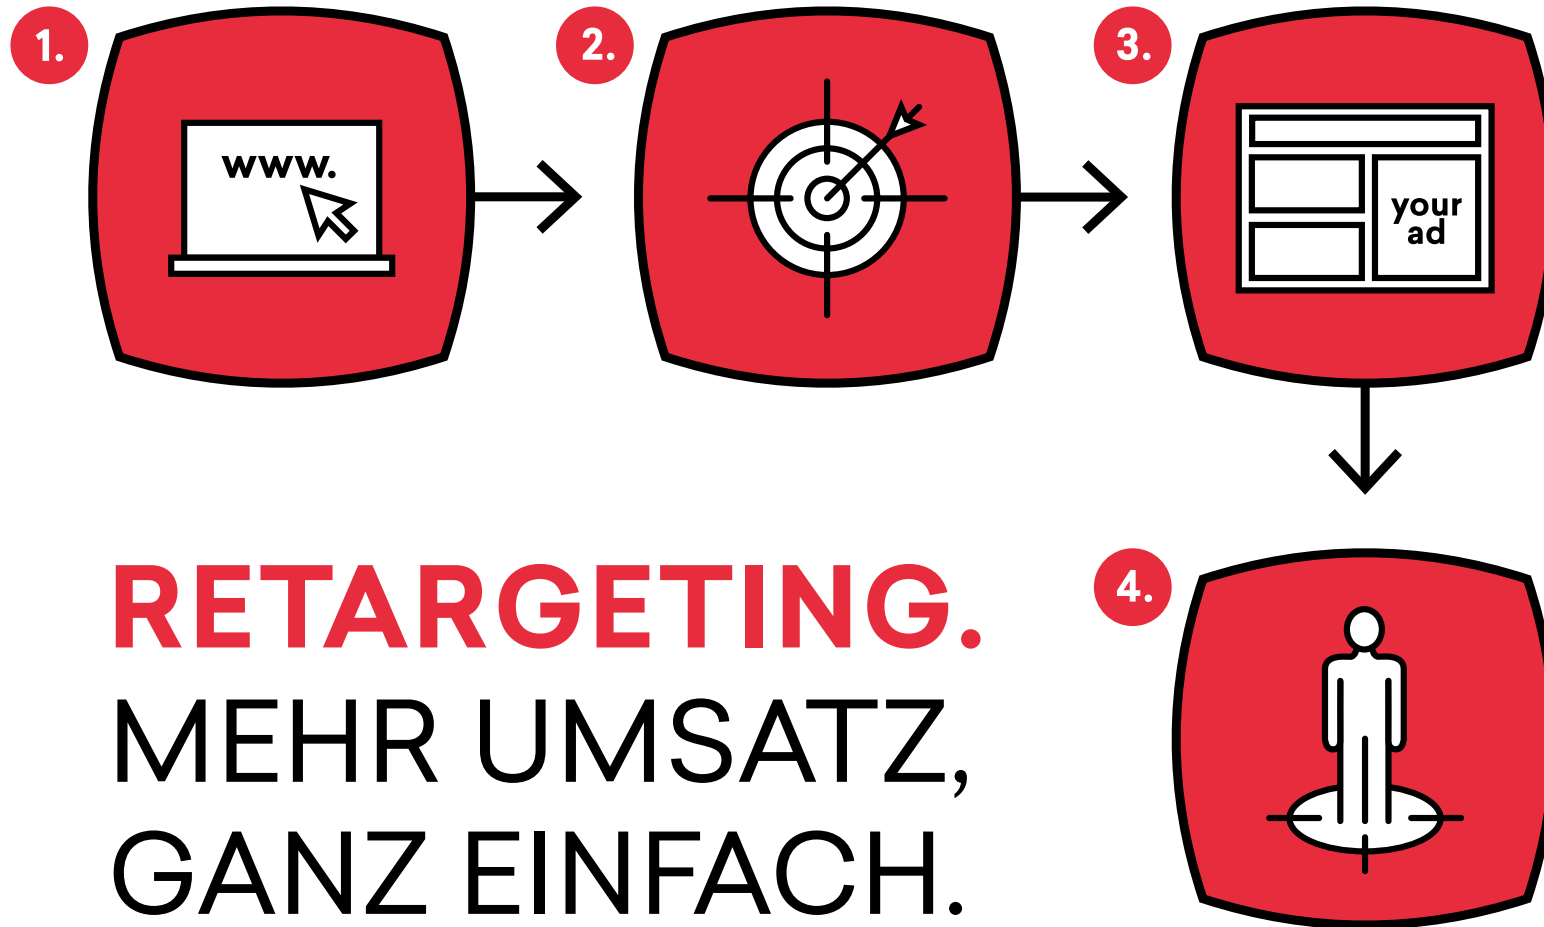 1.
www.
2.
3.
your
ad
RETARGETING.
MEHR UMSATZ,
GANZ EINFACH.
4.